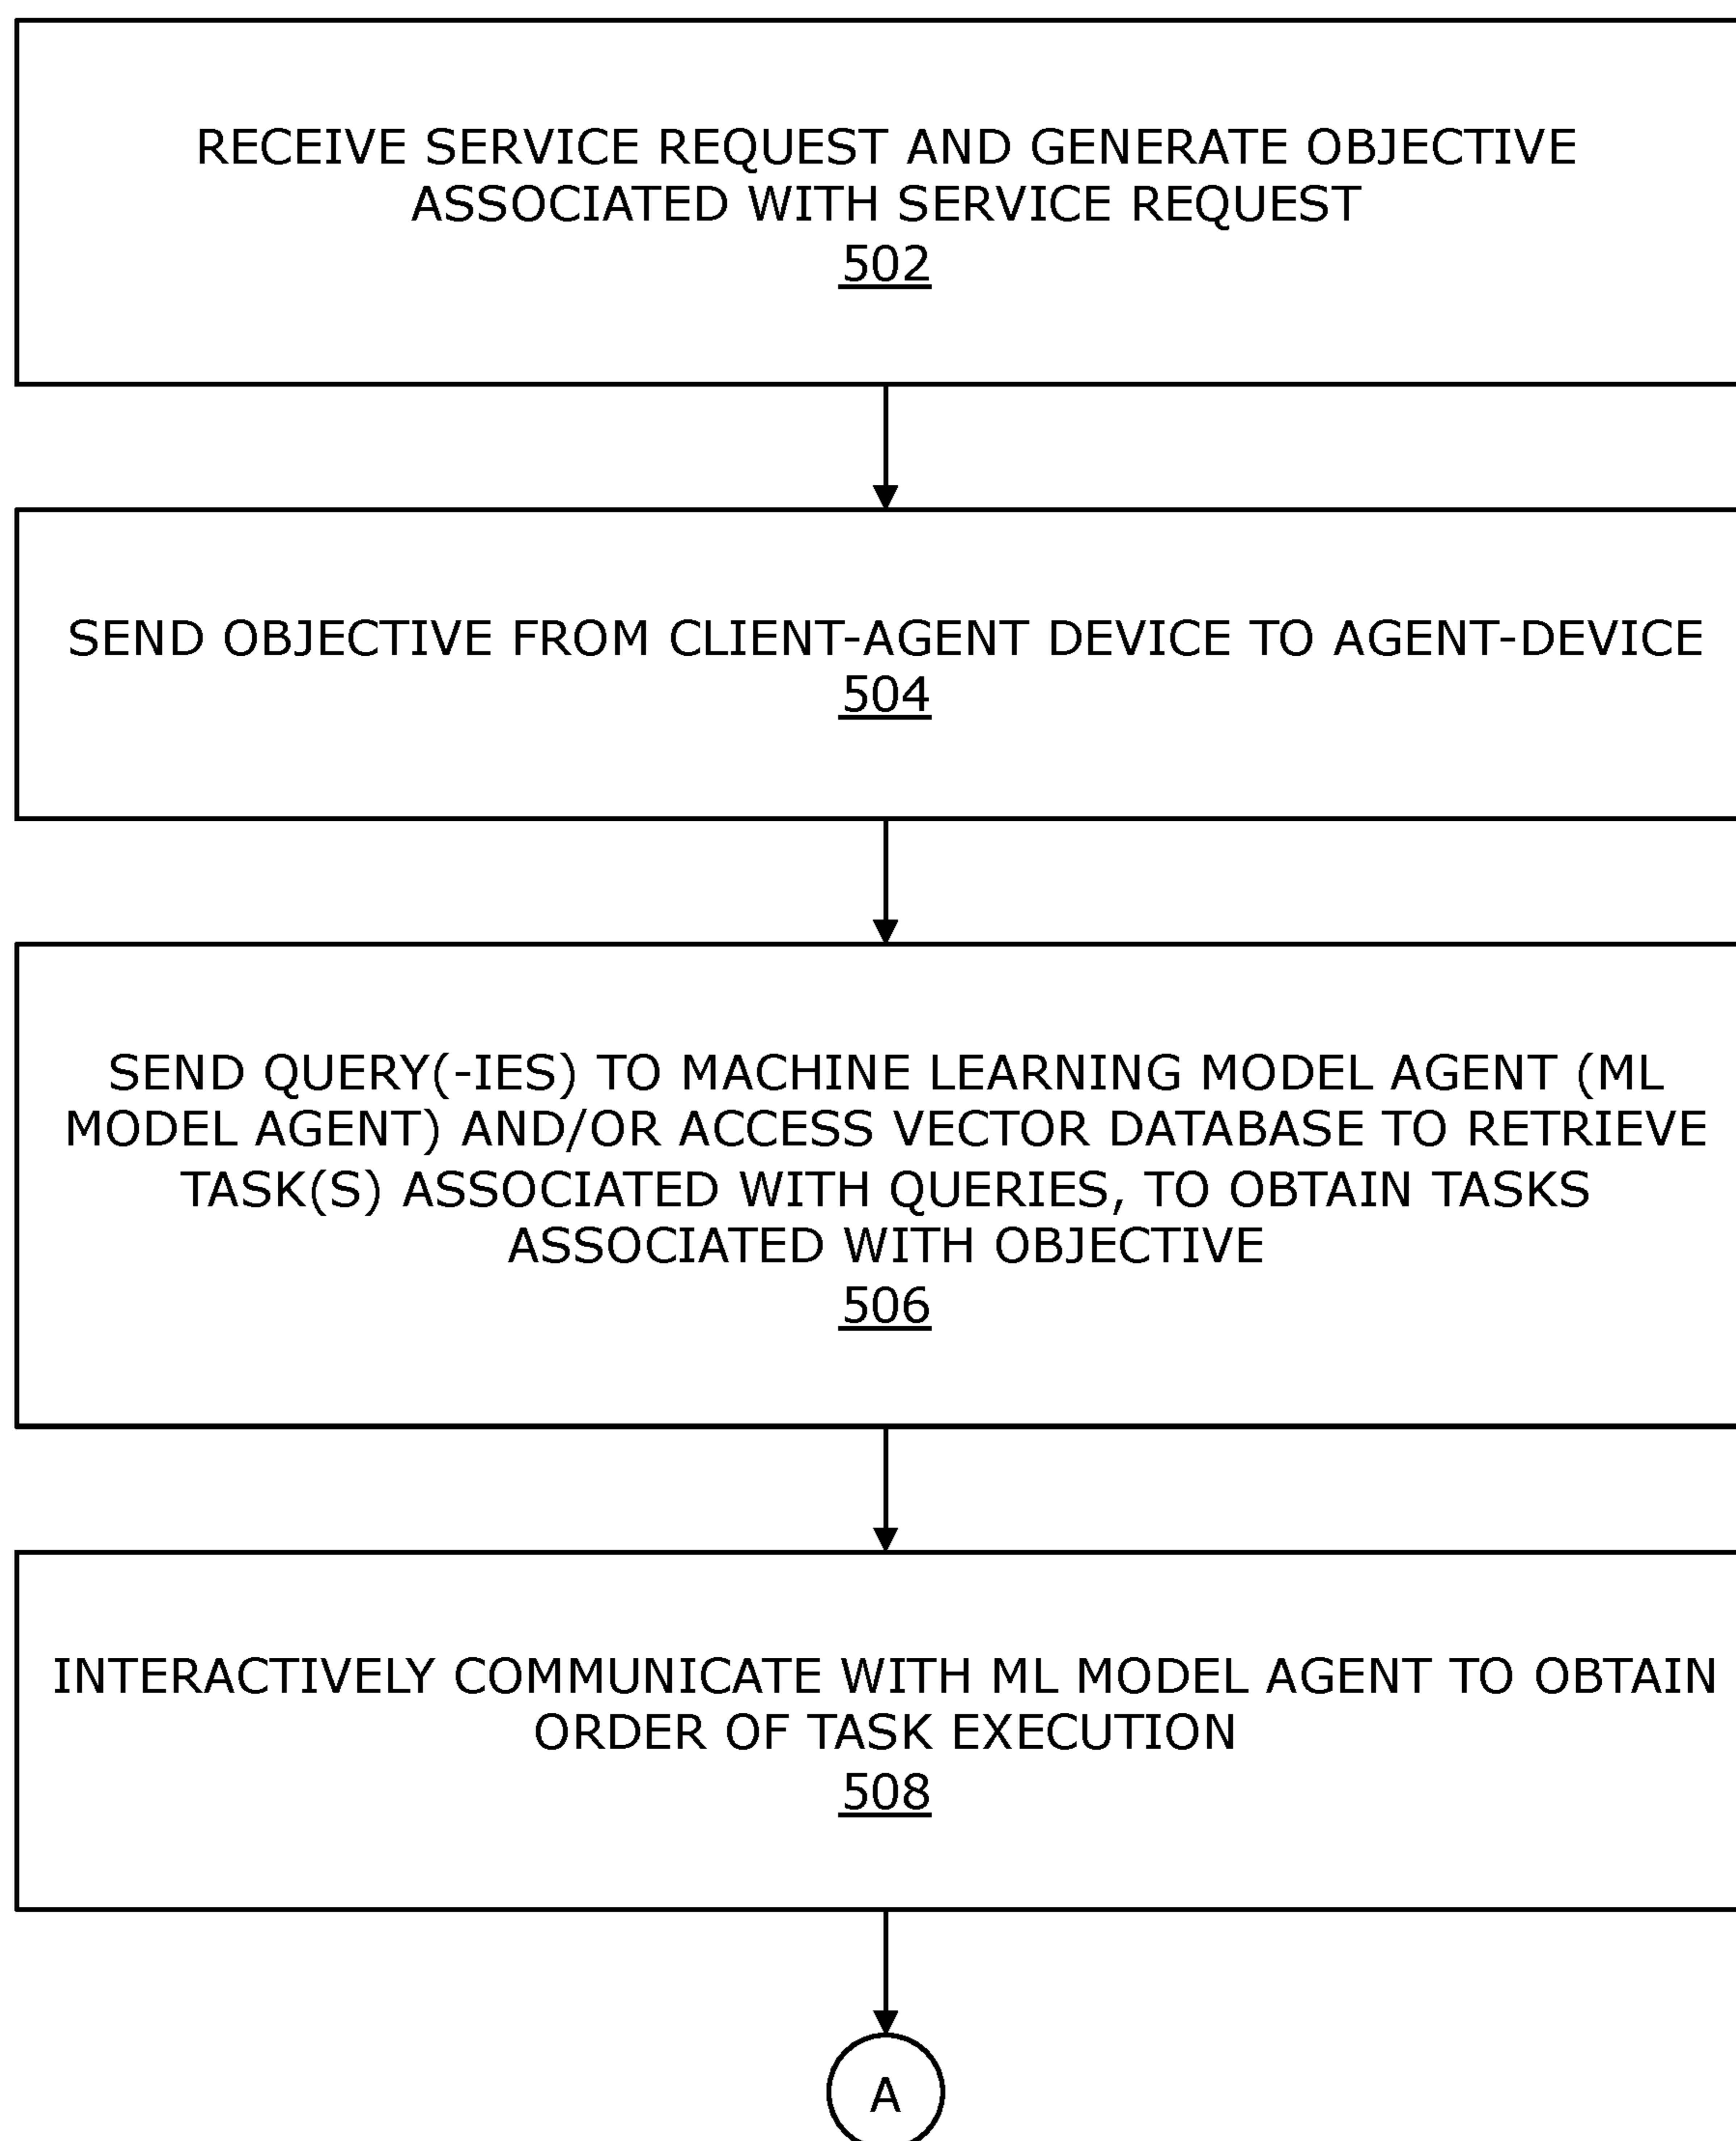 RECEIVE SERVICE REQUEST AND GENERATE OBJECTIVE
ASSOCIATED WITH SERVICE REQUEST
502
SEND OBJECTIVE FROM CLIENT-AGENT DEVICE TO AGENT-DEVICE
504
SEND QUERY(-IES) TO MACHINE LEARNING MODEL AGENT (ML
MODEL AGENT) AND/OR ACCESS VECTOR DATABASE TO RETRIEVE
TASK(S) ASSOCIATED WITH QUERIES, TO OBTAIN TASKS
ASSOCIATED WITH OBJECTIVE
506
INTERACTIVELY COMMUNICATE WITH ML MODEL AGENT TO OBTAIN
ORDER OF TASK EXECUTION
508
A